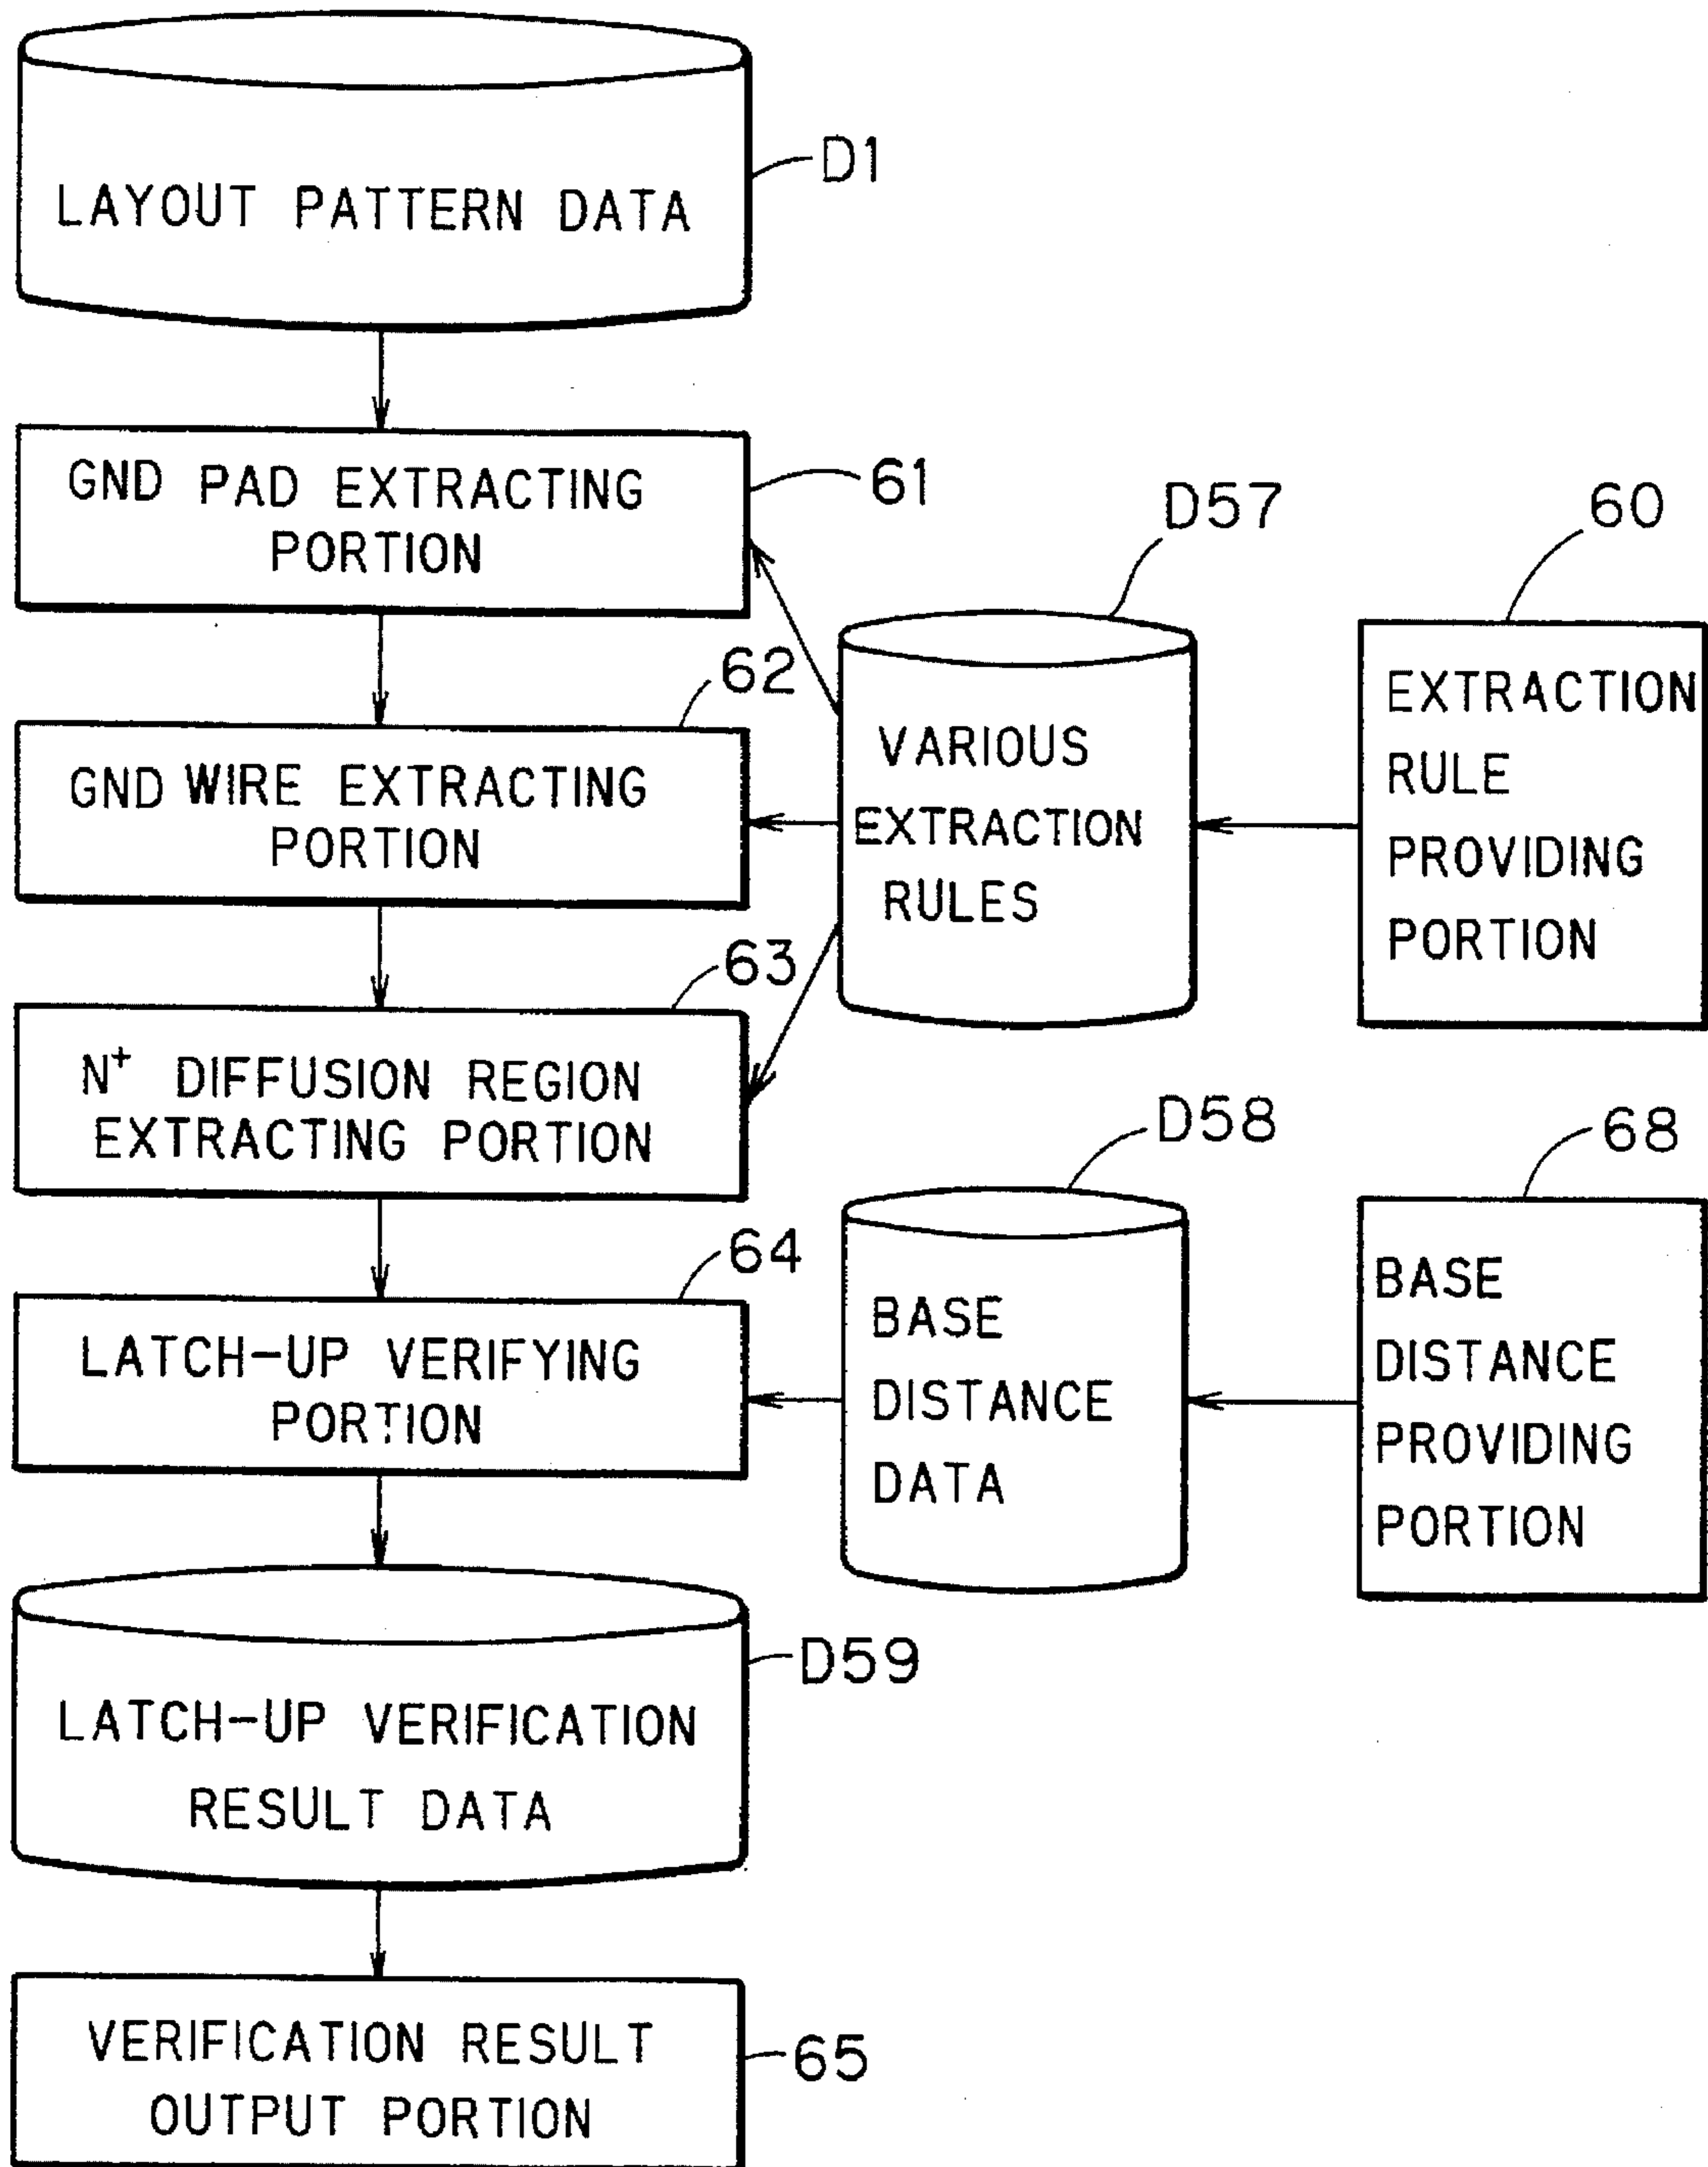 LAYOUT PATTERN DATA
D1
GND PAD EXTRACTING
PORTION
61
GND WIRE EXTRACTING
PORTION
62
N+ DIFFUSION REGION
EXTRACTING PORTION
63
LATCH-UP VERIFYING
PORTION
64
LATCH-UP VERIFICATION
RESULT DATA
D59
VERIFICATION RESULT
OUTPUT PORTION
65
D57
VARIOUS
EXTRACTION
RULES
60
EXTRACTION
RULE
PROVIDING
PORTION
D58
BASE
DISTANCE
DATA
68
BASE
DISTANCE
PROVIDING
PORTION